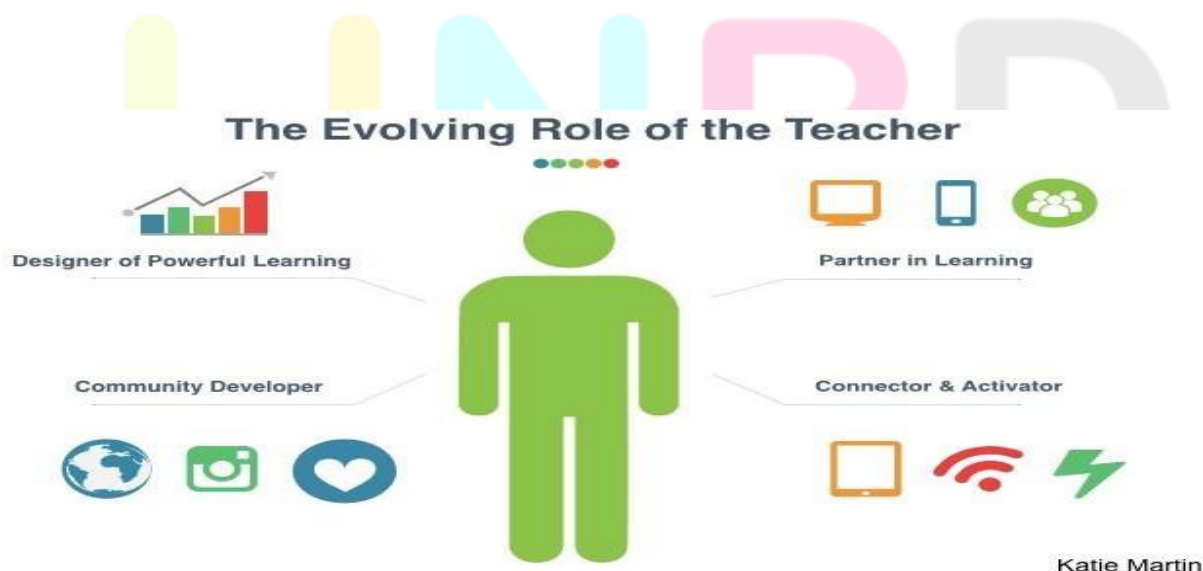 The Evolving Role of the Teacher
Designer of Powerful Learning
Partner in Learning
Community Developer
Connector & Activator
Katie Martin